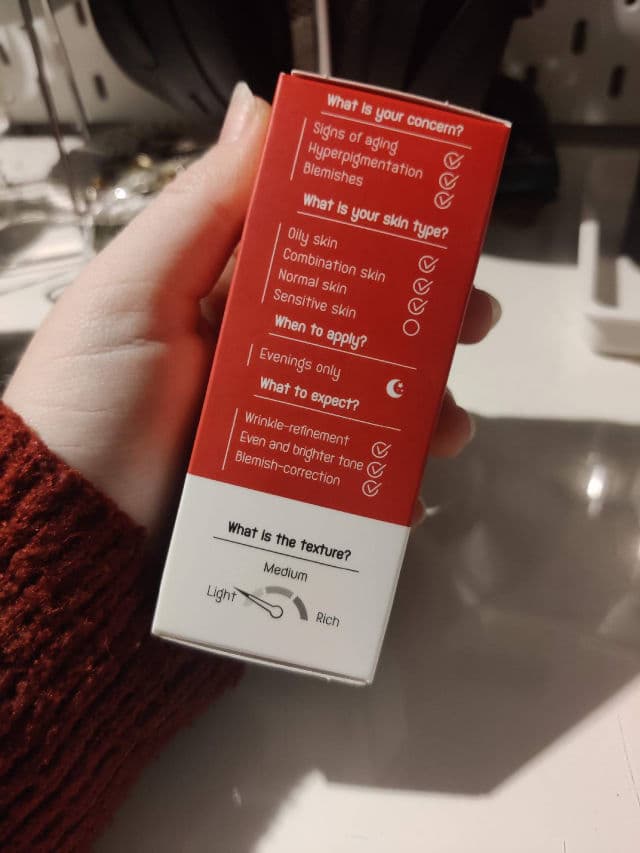 What is your concern?
Signs of aging
Hyperpigmentation
Blemishes
What is your skin type?
Oily skin
Combination skin
Normal skin
Sensitive skin
When to apply?
Evenings only
What to expect?
Wrinkle-refinement
Even and brighter tone
Blemish-correction
What is the texture?
Medium
Light
Rich